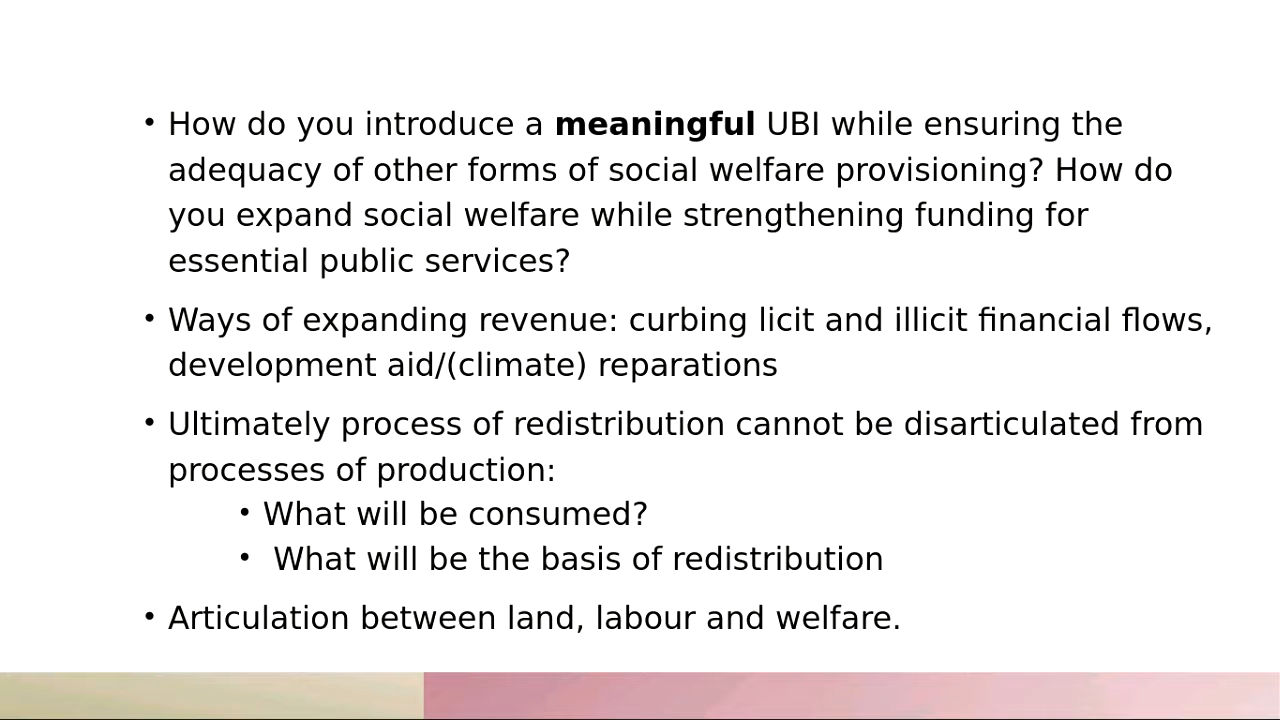 • How do you introduce a meaningful UBI while ensuring the
adequacy of other forms of social welfare provisioning? How do
you expand social welfare while strengthening funding for
essential public services?
• Ways of expanding revenue: curbing licit and illicit financial flows,
development aid/(climate) reparations
• Ultimately process of redistribution cannot be disarticulated from
processes of production:
• What will be consumed?
• What will be the basis of redistribution
• Articulation between land, labour and welfare.